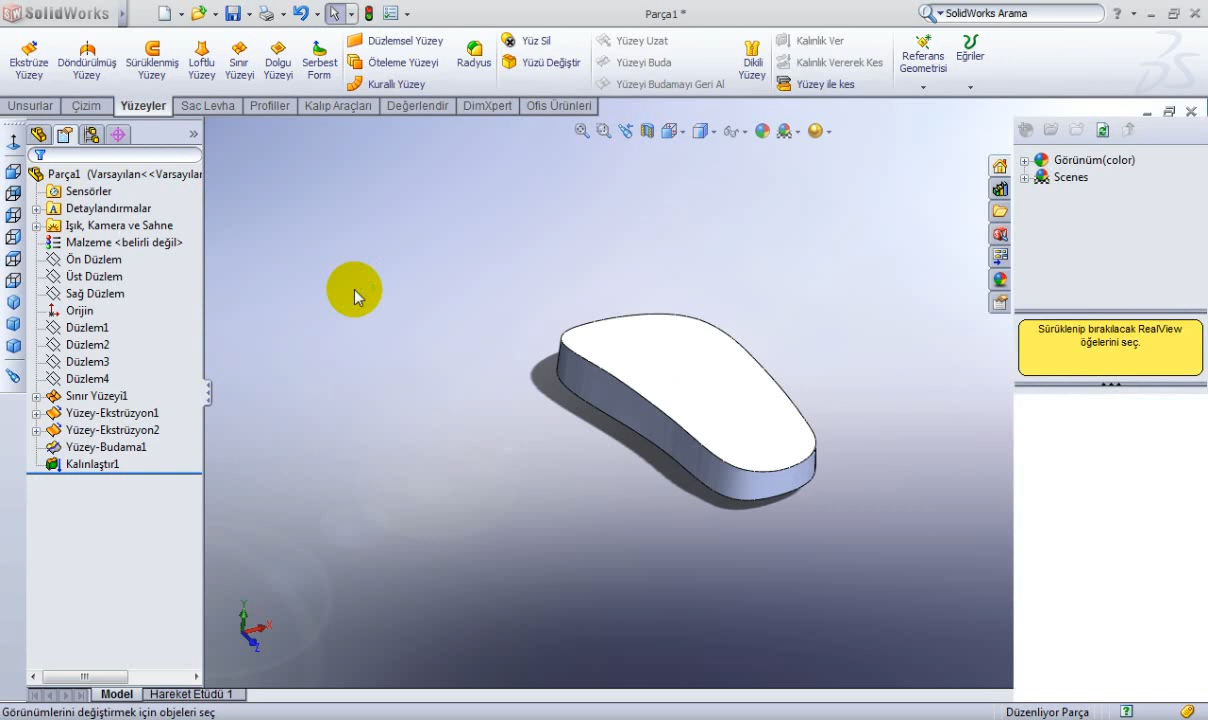 SolidWorks
Parça1 *
SolidWorks Arama
Ekstrüze Yüzey
Döndürülmüş Yüzey
Sürüklenmiş Yüzey
Loftlu Yüzey
Sınır Yüzeyi
Dolgu Yüzeyi
Serbest Form
Düzlemsel Yüzey
Öteleme Yüzeyi
Kurallı Yüzey
Radyus
Yüz Sil
Yüzü Değiştir
Yüzey Uzat
Yüzeyi Buda
Yüzeyi Budamayı Geri Al
Dikili Yüzey
Kalınlık Ver
Kalınlık Vererek Kes
Yüzey ile kes
Referans Geometrisi
Eğriler
Unsurlar
Çizim
Yüzeyler
Sac Levha
Profiller
Kalıp Araçları
Değerlendir
DimXpert
Ofis Ürünleri
Parça1 (Varsayılan<<Varsayılar
Sensörler
Detaylandırmalar
Işık, Kamera ve Sahne
Malzeme <belirli değil>
Ön Düzlem
Üst Düzlem
Sağ Düzlem
Orijin
Düzlem1
Düzlem2
Düzlem3
Düzlem4
Sınır Yüzeyi1
Yüzey-Ekstrüzyon1
Yüzey-Ekstrüzyon2
Yüzey-Budama1
Kalınlaştır1
Y
X
Z
Görünüm(color)
Scenes
Sürüklenip bırakılacak RealView
öğelerini seç.
Model
Hareket Etüdü 1
Görünümlerini değiştirmek için objeleri seç
Düzenliyor Parça